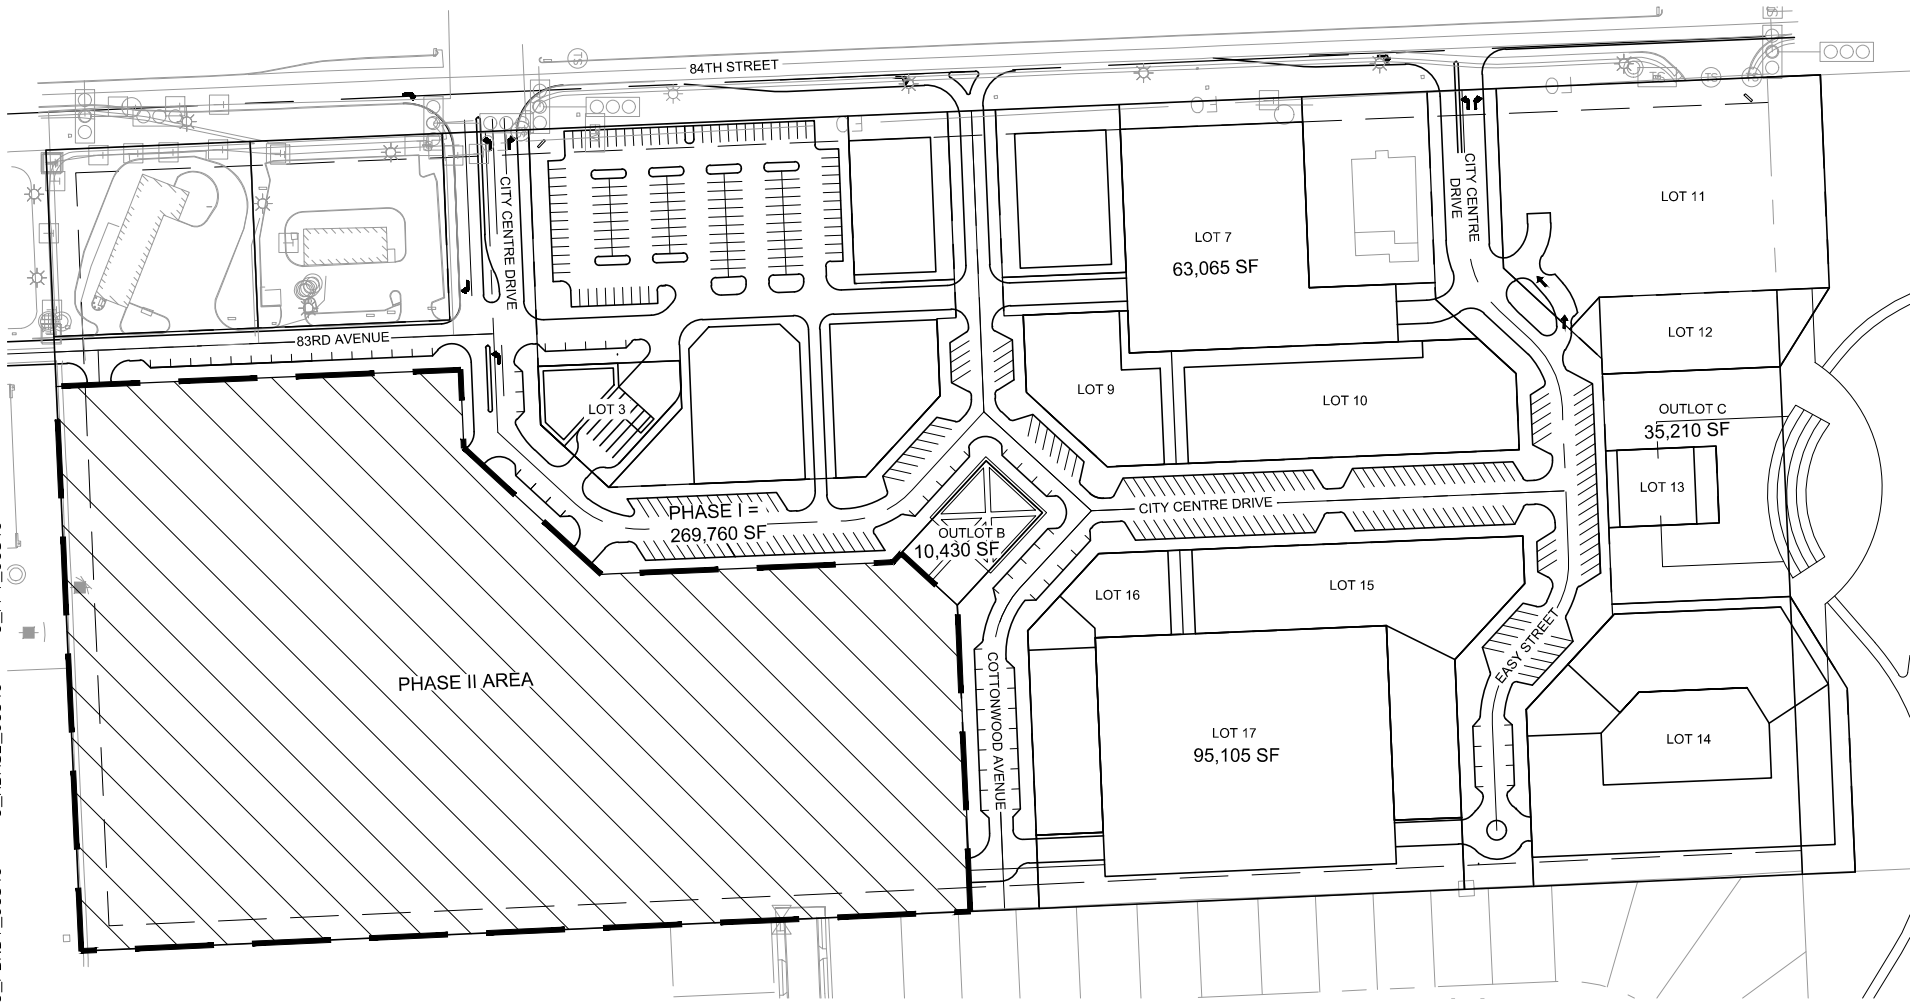 84TH STREET
CITY CENTRE DRIVE
CITY CENTRE
DRIVE
LOT 11
LOT 7
63,065 SF
83RD AVENUE
LOT 12
LOT 3
LOT 9
LOT 10
OUTLOT C
35,210 SF
LOT 13
CITY CENTRE DRIVE
PHASE I =
269,760 SF
OUTLOT B
10,430 SF
LOT 16
LOT 15
EASY STREET
PHASE II AREA
COTTONWOOD AVENUE
LOT 17
95,105 SF
LOT 14